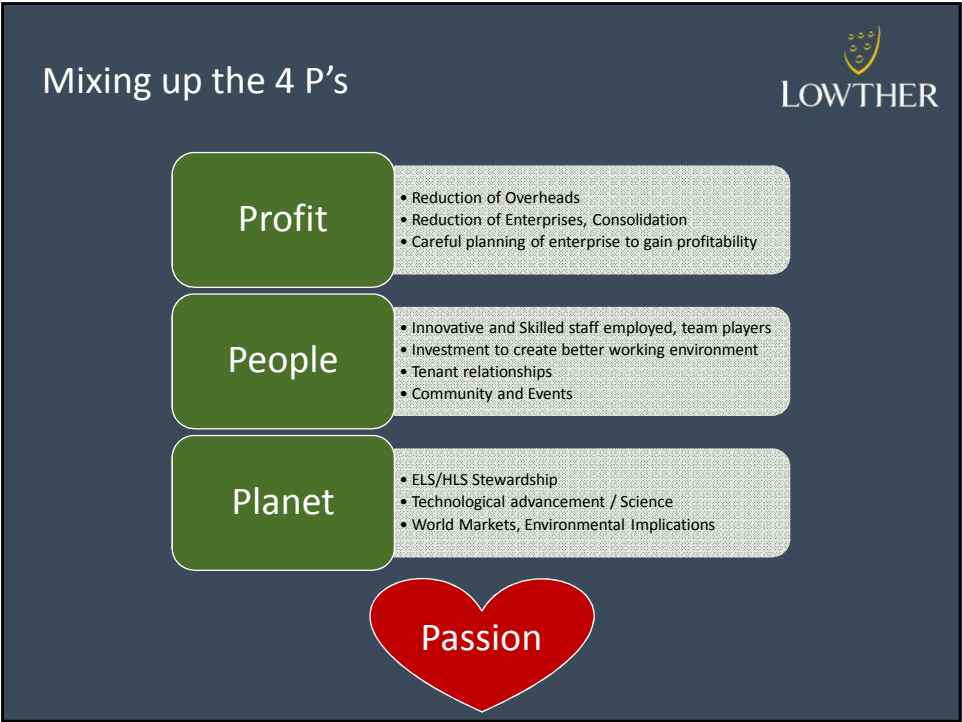 Mixing up the 4 P's
LOWTHER
Profit
• Reduction of Overheads
• Reduction of Enterprises, Consolidation
• Careful planning of enterprise to gain profitability
People
• Innovative and Skilled staff employed, team players
• Investment to create better working environment
• Tenant relationships
• Community and Events
Planet
• ELS/HLS Stewardship
• Technological advancement / Science
• World Markets, Environmental Implications
Passion